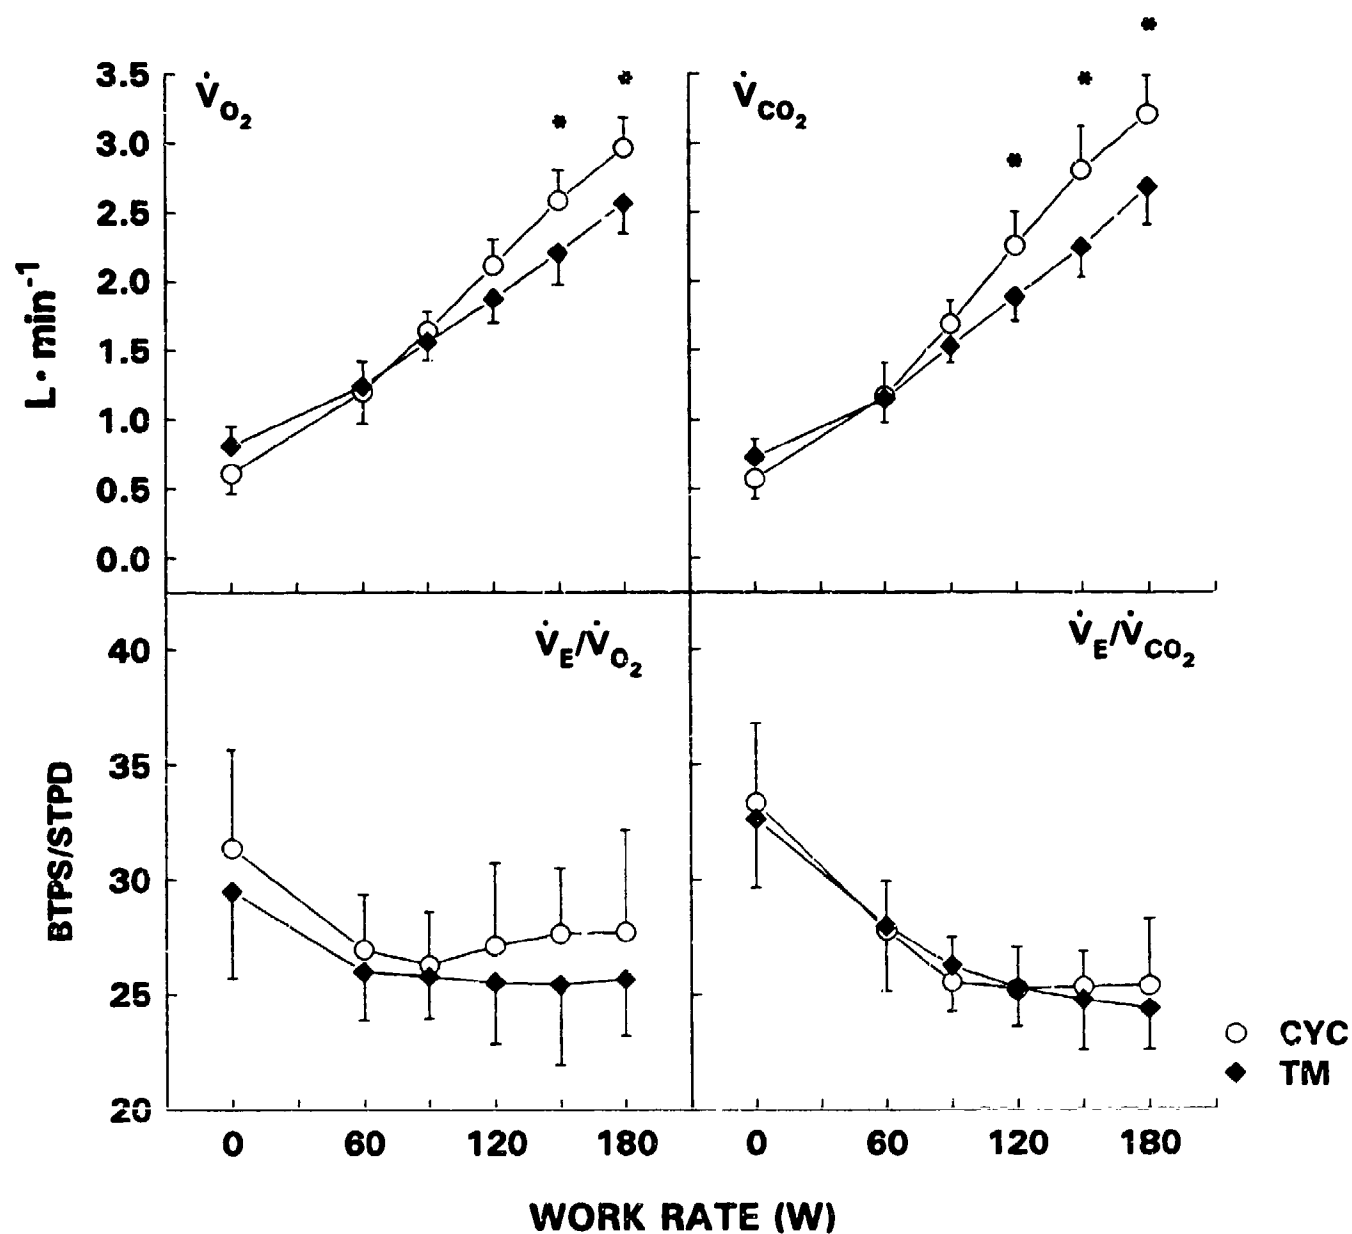 *
3.5
V̇O₂
*
V̇CO₂
*
*
3.0
*
2.5
2.0
L·min⁻¹
1.5
1.0
0.5
0.0
V̇E/V̇O₂
V̇E/V̇CO₂
40
35
BTPS/STPD
30
25
20
CYC
TM
0 60 120 180 0 60 120 180
WORK RATE (W)